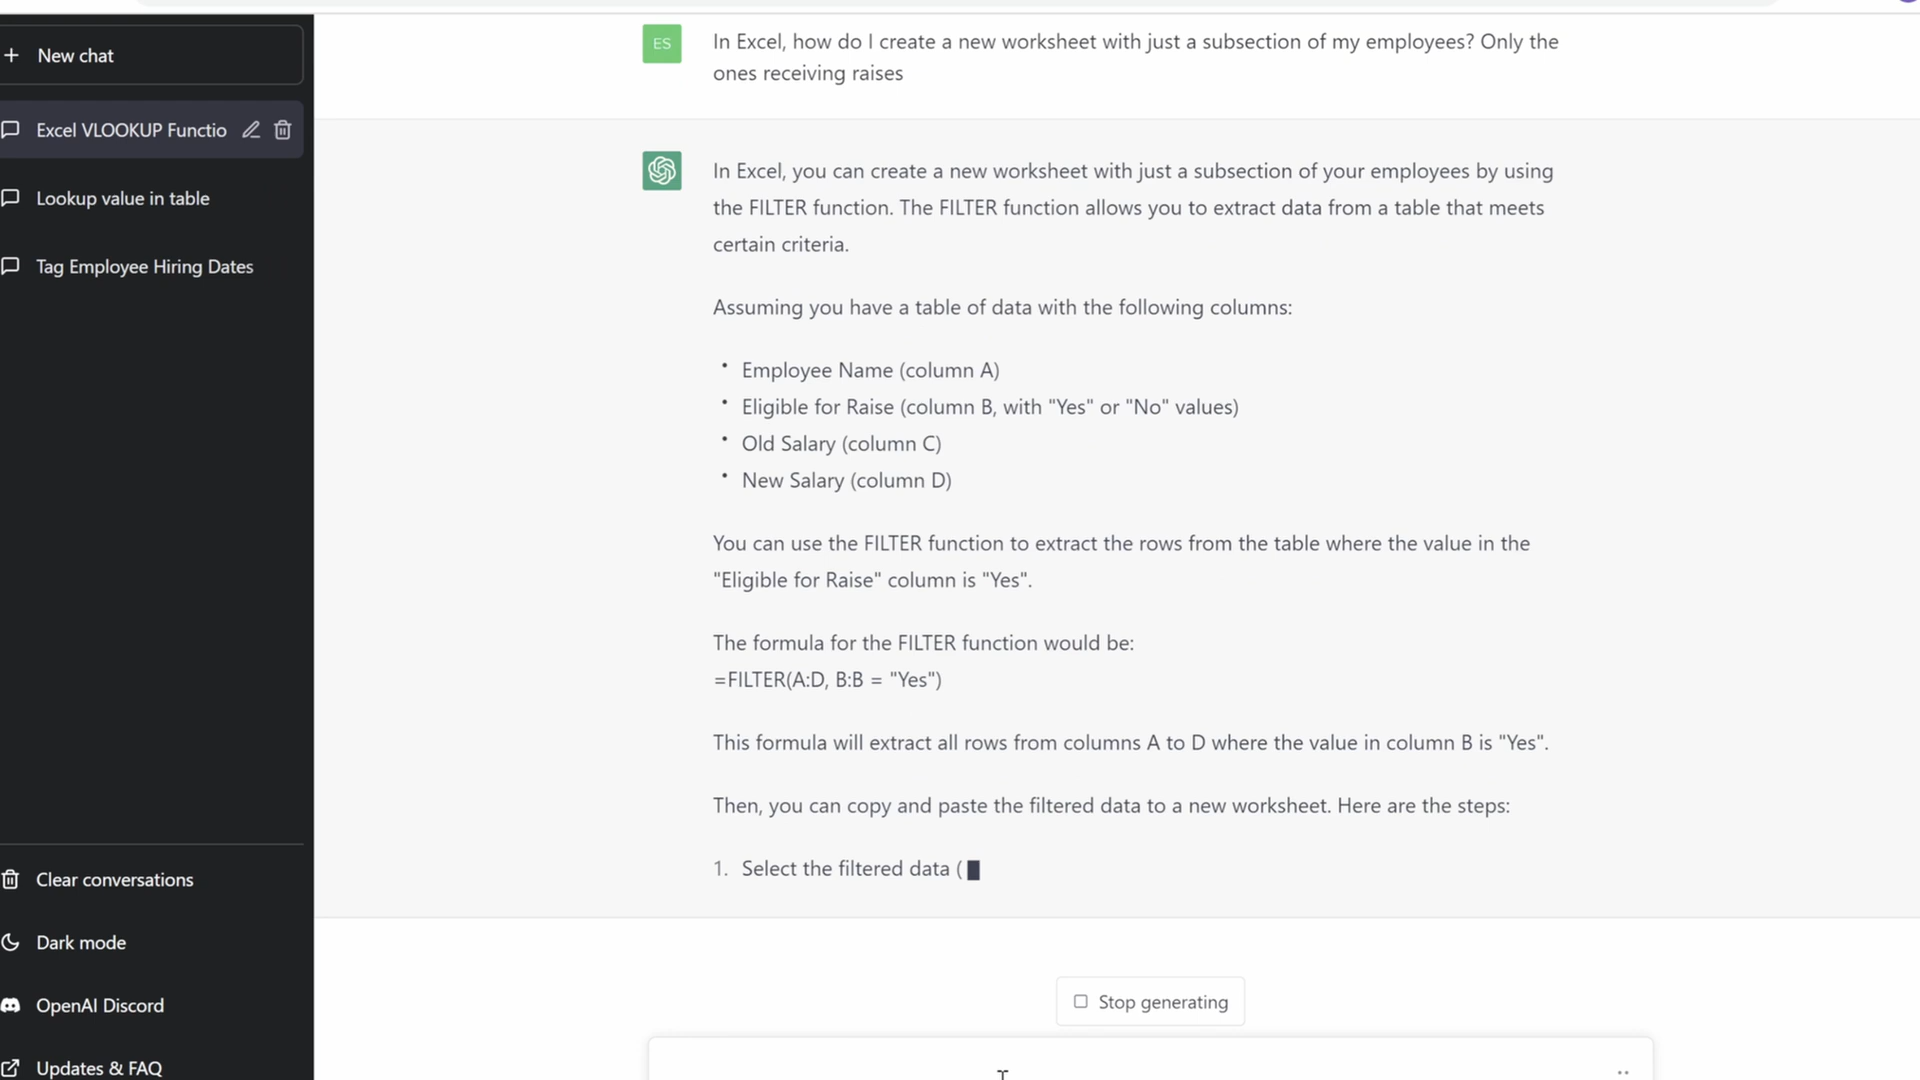 New chat
Excel VLOOKUP Functio
Lookup value in table
Tag Employee Hiring Dates
Clear conversations
Dark mode
OpenAI Discord
Updates & FAQ
ES
In Excel, how do I create a new worksheet with just a subsection of my employees? Only the
ones receiving raises
In Excel, you can create a new worksheet with just a subsection of your employees by using
the FILTER function. The FILTER function allows you to extract data from a table that meets
certain criteria.
Assuming you have a table of data with the following columns:
• Employee Name (column A)
• Eligible for Raise (column B, with "Yes" or "No" values)
• Old Salary (column C)
• New Salary (column D)
You can use the FILTER function to extract the rows from the table where the value in the
"Eligible for Raise" column is "Yes".
The formula for the FILTER function would be:
=FILTER(A:D, B:B = "Yes")
This formula will extract all rows from columns A to D where the value in column B is "Yes".
Then, you can copy and paste the filtered data to a new worksheet. Here are the steps:
1. Select the filtered data (
Stop generating